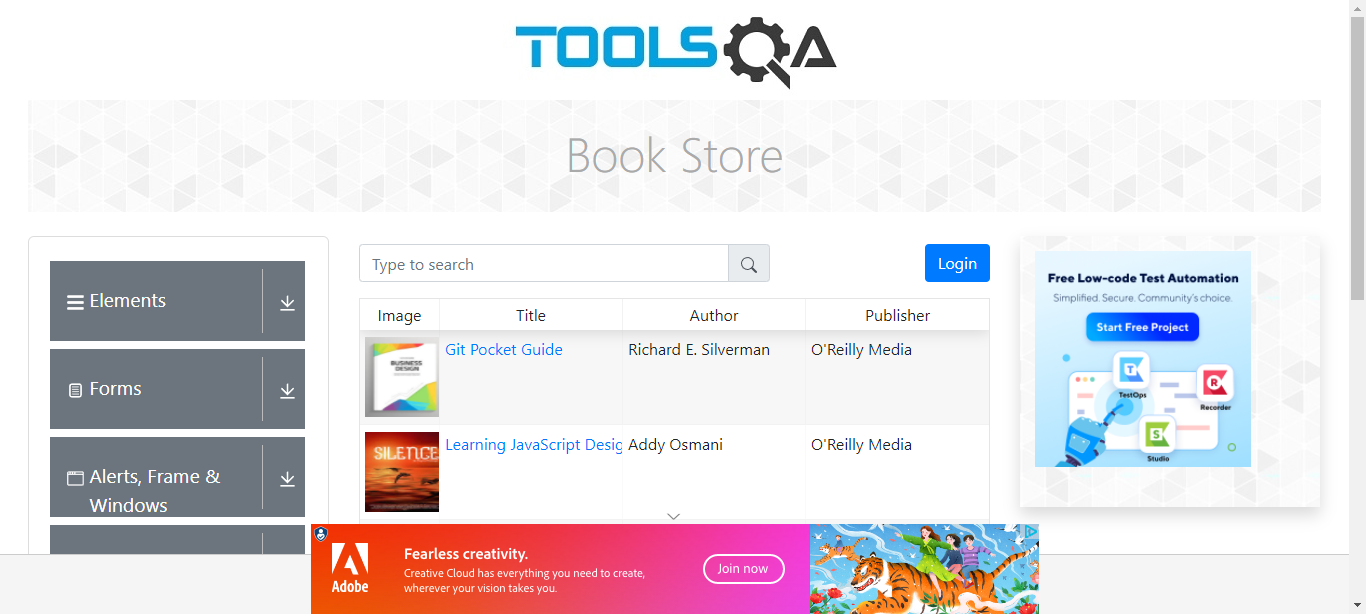 TOOLSQA
Book Store
Elements
Forms
Alerts, Frame &
Windows
Type to search
Login
Image Title Author Publisher
BUSINESS
DESIGN
Git Pocket Guide Richard E. Silverman O'Reilly Media
SILENCE
Learning JavaScript Desig Addy Osmani O'Reilly Media
Free Low-code Test Automation
Simplified. Secure. Community's choice.
Start Free Project
T
TestOps
R
Recorder
S
Studio
Adobe
Fearless creativity.
Creative Cloud has everything you need to create,
wherever your vision takes you.
Join now